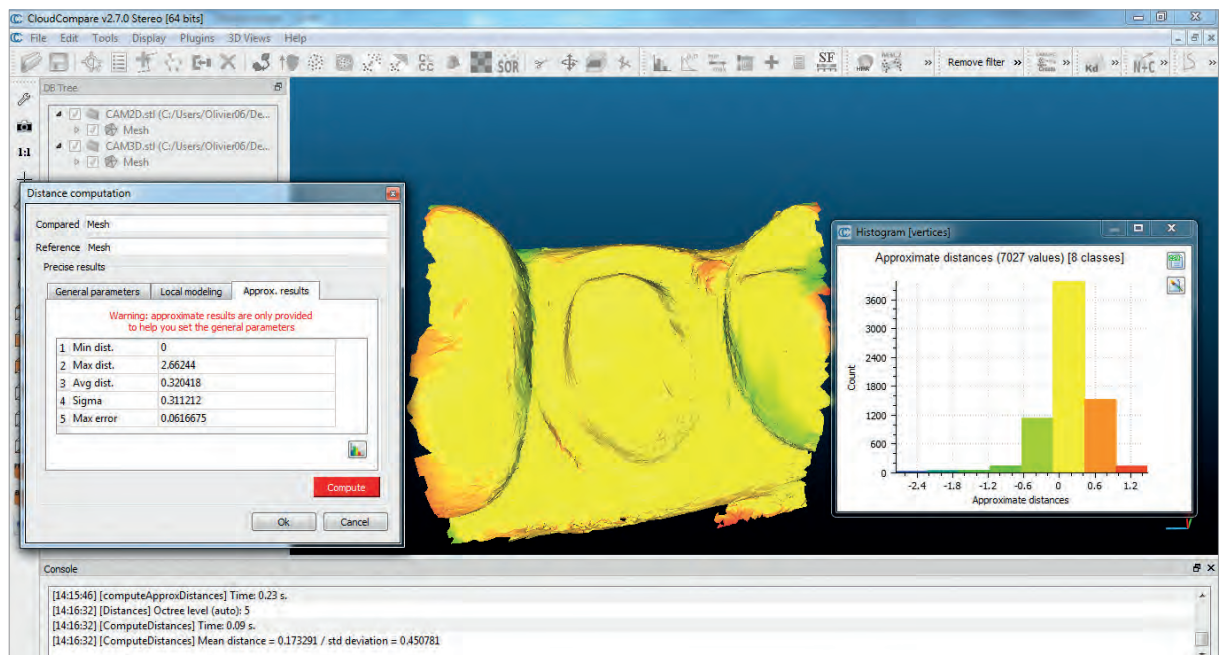 CloudCompare v2.7.0 Stereo [64 bits]
File Edit Tools Display Plugins 3D Views Help
SOR
SF
Remove filter
Kd
N+C
DB Tree
CAM2D.stl (C:/Users/Olivier06/De...
Mesh
CAM3D.stl (C:/Users/Olivier06/De...
Mesh
1:1
Distance computation
Compared Mesh
Reference Mesh
Precise results
General parameters Local modeling Approx. results
Warning: approximate results are only provided
to help you set the general parameters
1 Min dist. 0
2 Max dist. 2.66244
3 Avg dist. 0.320418
4 Sigma 0.311212
5 Max error 0.0616675
Compute
Ok Cancel
Histogram [vertices]
Approximate distances (7027 values) [8 classes]
3600
3000
2400
1800
1200
600
0
Count
-2.4 -1.8 -1.2 -0.6 0 0.6 1.2
Approximate distances
Console
[14:15:46] [computeApproxDistances] Time: 0.23 s.
[14:16:32] [Distances] Octree level (auto): 5
[14:16:32] [ComputeDistances] Time: 0.09 s.
[14:16:32] [ComputeDistances] Mean distance = 0.173291 / std deviation = 0.450781